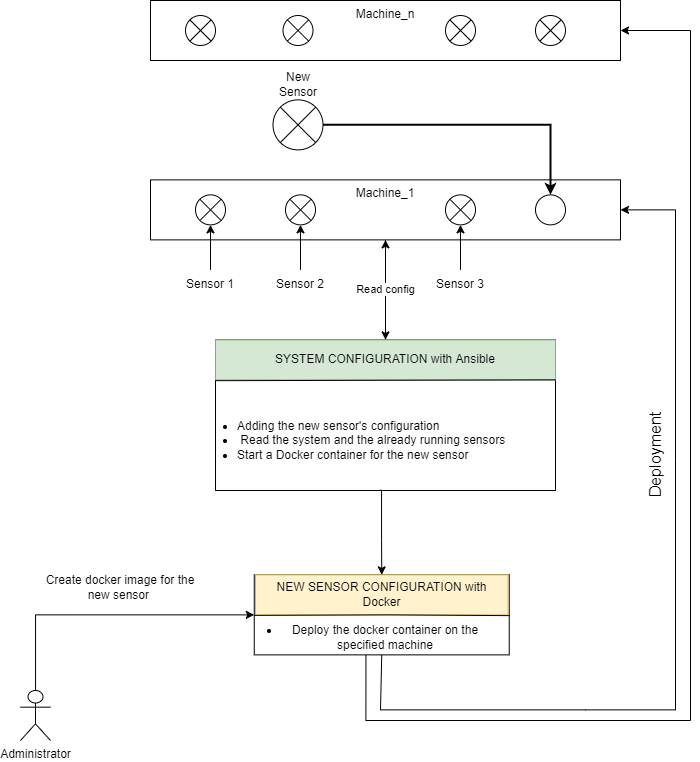 Machine_n
New
Sensor
Machine_1
Sensor 1
Sensor 2
Read config
Sensor 3
SYSTEM CONFIGURATION with Ansible
• Adding the new sensor's configuration
• Read the system and the already running sensors
• Start a Docker container for the new sensor
Deployment
Create docker image for the
new sensor
NEW SENSOR CONFIGURATION with
Docker
• Deploy the docker container on the
specified machine
Administrator